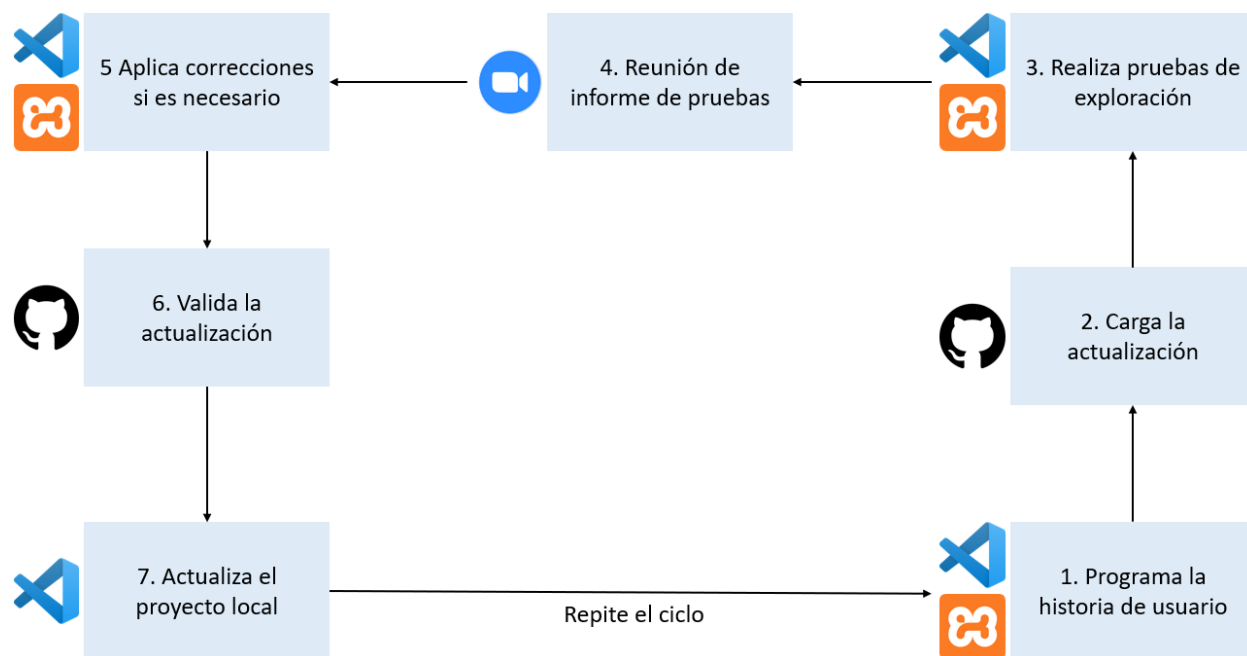 5 Aplica correcciones
si es necesario
4. Reunión de
informe de pruebas
3. Realiza pruebas de
exploración
6. Valida la
actualización
2. Carga la
actualización
7. Actualiza el
proyecto local
Repite el ciclo
1. Programa la
historia de usuario